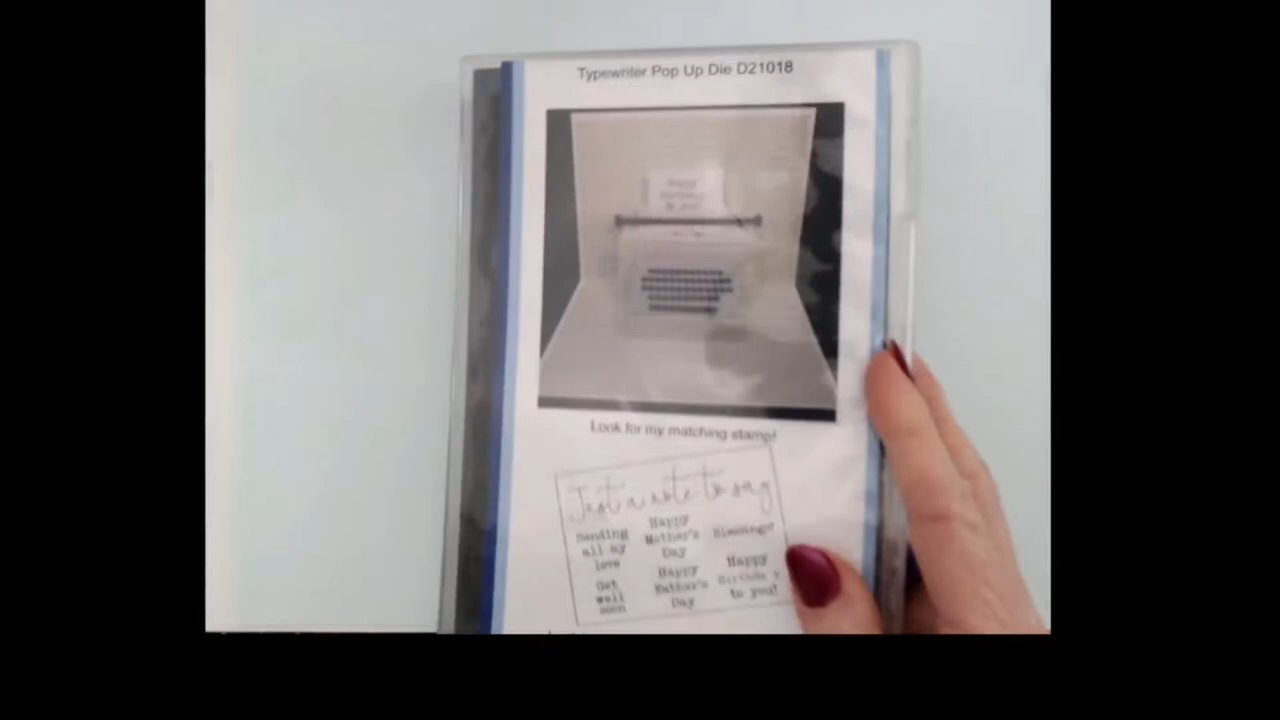 Typewriter Pop Up Die D21018
Look for my matching stamp!
Just a note to say
Sending
all my
love
Happy
Mother's
Day
Blessings!
Get
well
soon
Happy
Father's
Day
Happy
Birthday
to you!